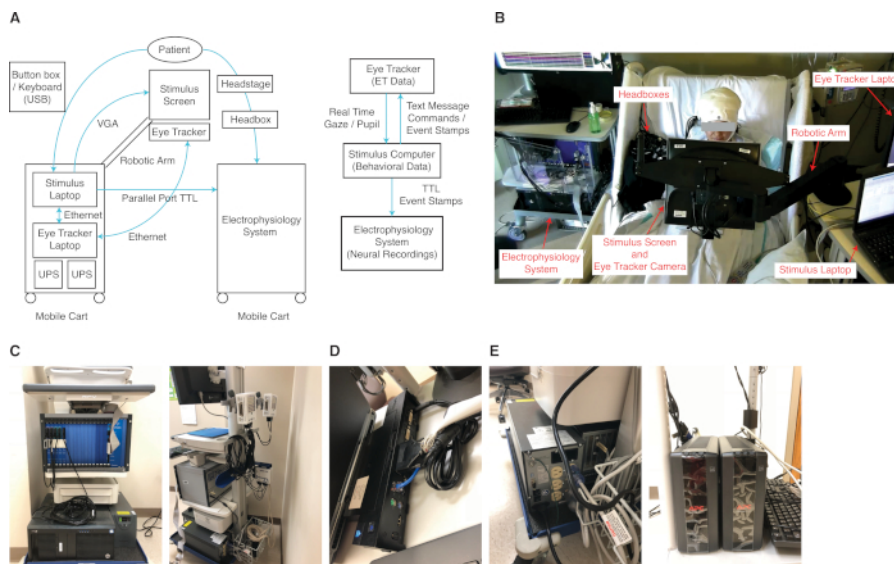 A
Patient
Button box
/ Keyboard
(USB)
Stimulus
Screen
Headstage
VGA
Eye Tracker
Headbox
Robotic Arm
Stimulus
Laptop
Parallel Port TTL
Ethernet
Eye Tracker
Laptop
Ethernet
Electrophysiology
System
UPS
UPS
Mobile Cart
Mobile Cart
Eye Tracker
(ET Data)
Real Time
Gaze / Pupil
Text Message
Commands /
Event Stamps
Stimulus Computer
(Behavioral Data)
TTL
Event Stamps
Electrophysiology
System
(Neural Recordings)
B
Headboxes
Eye Tracker Lapto
Robotic Arm
Electrophysiology
System
Stimulus Screen
and
Eye Tracker Camera
Stimulus Laptop
C
D
E